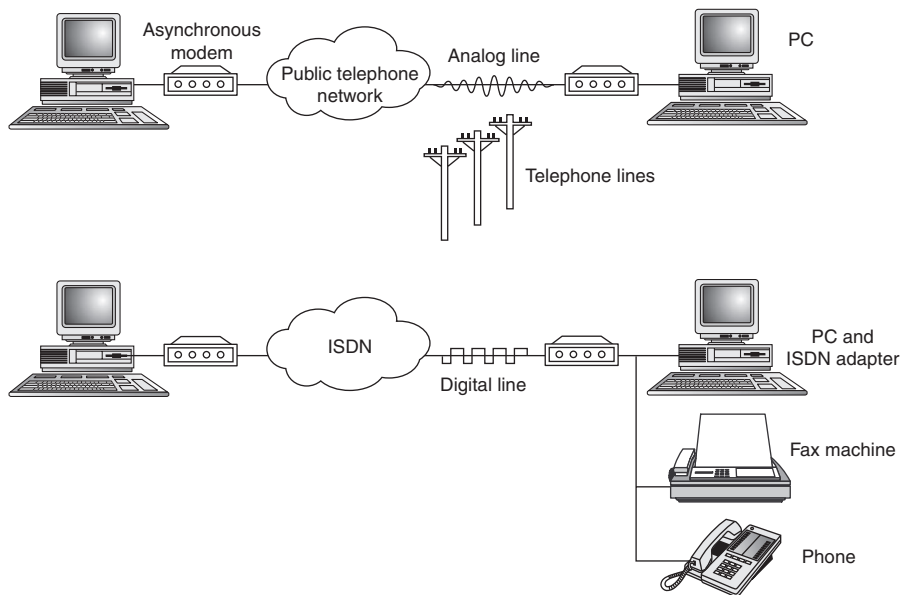 Asynchronous
modem
Public telephone
network
Analog line
PC
Telephone lines
ISDN
Digital line
PC and
ISDN adapter
Fax machine
Phone